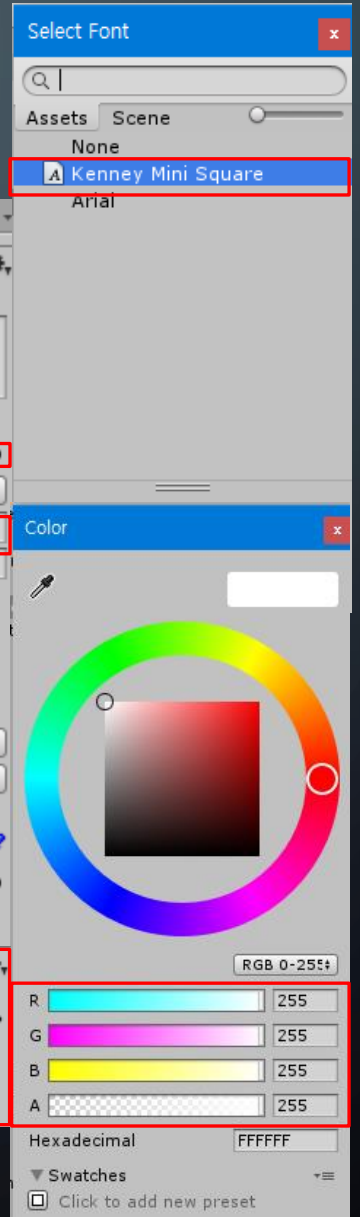 Select Font
x
Assets Scene
None
A Kenney Mini Square
Arial
Color
x
RGB 0-255
R 255
G 255
B 255
A 255
Hexadecimal FFFFFF
Swatches
Click to add new preset